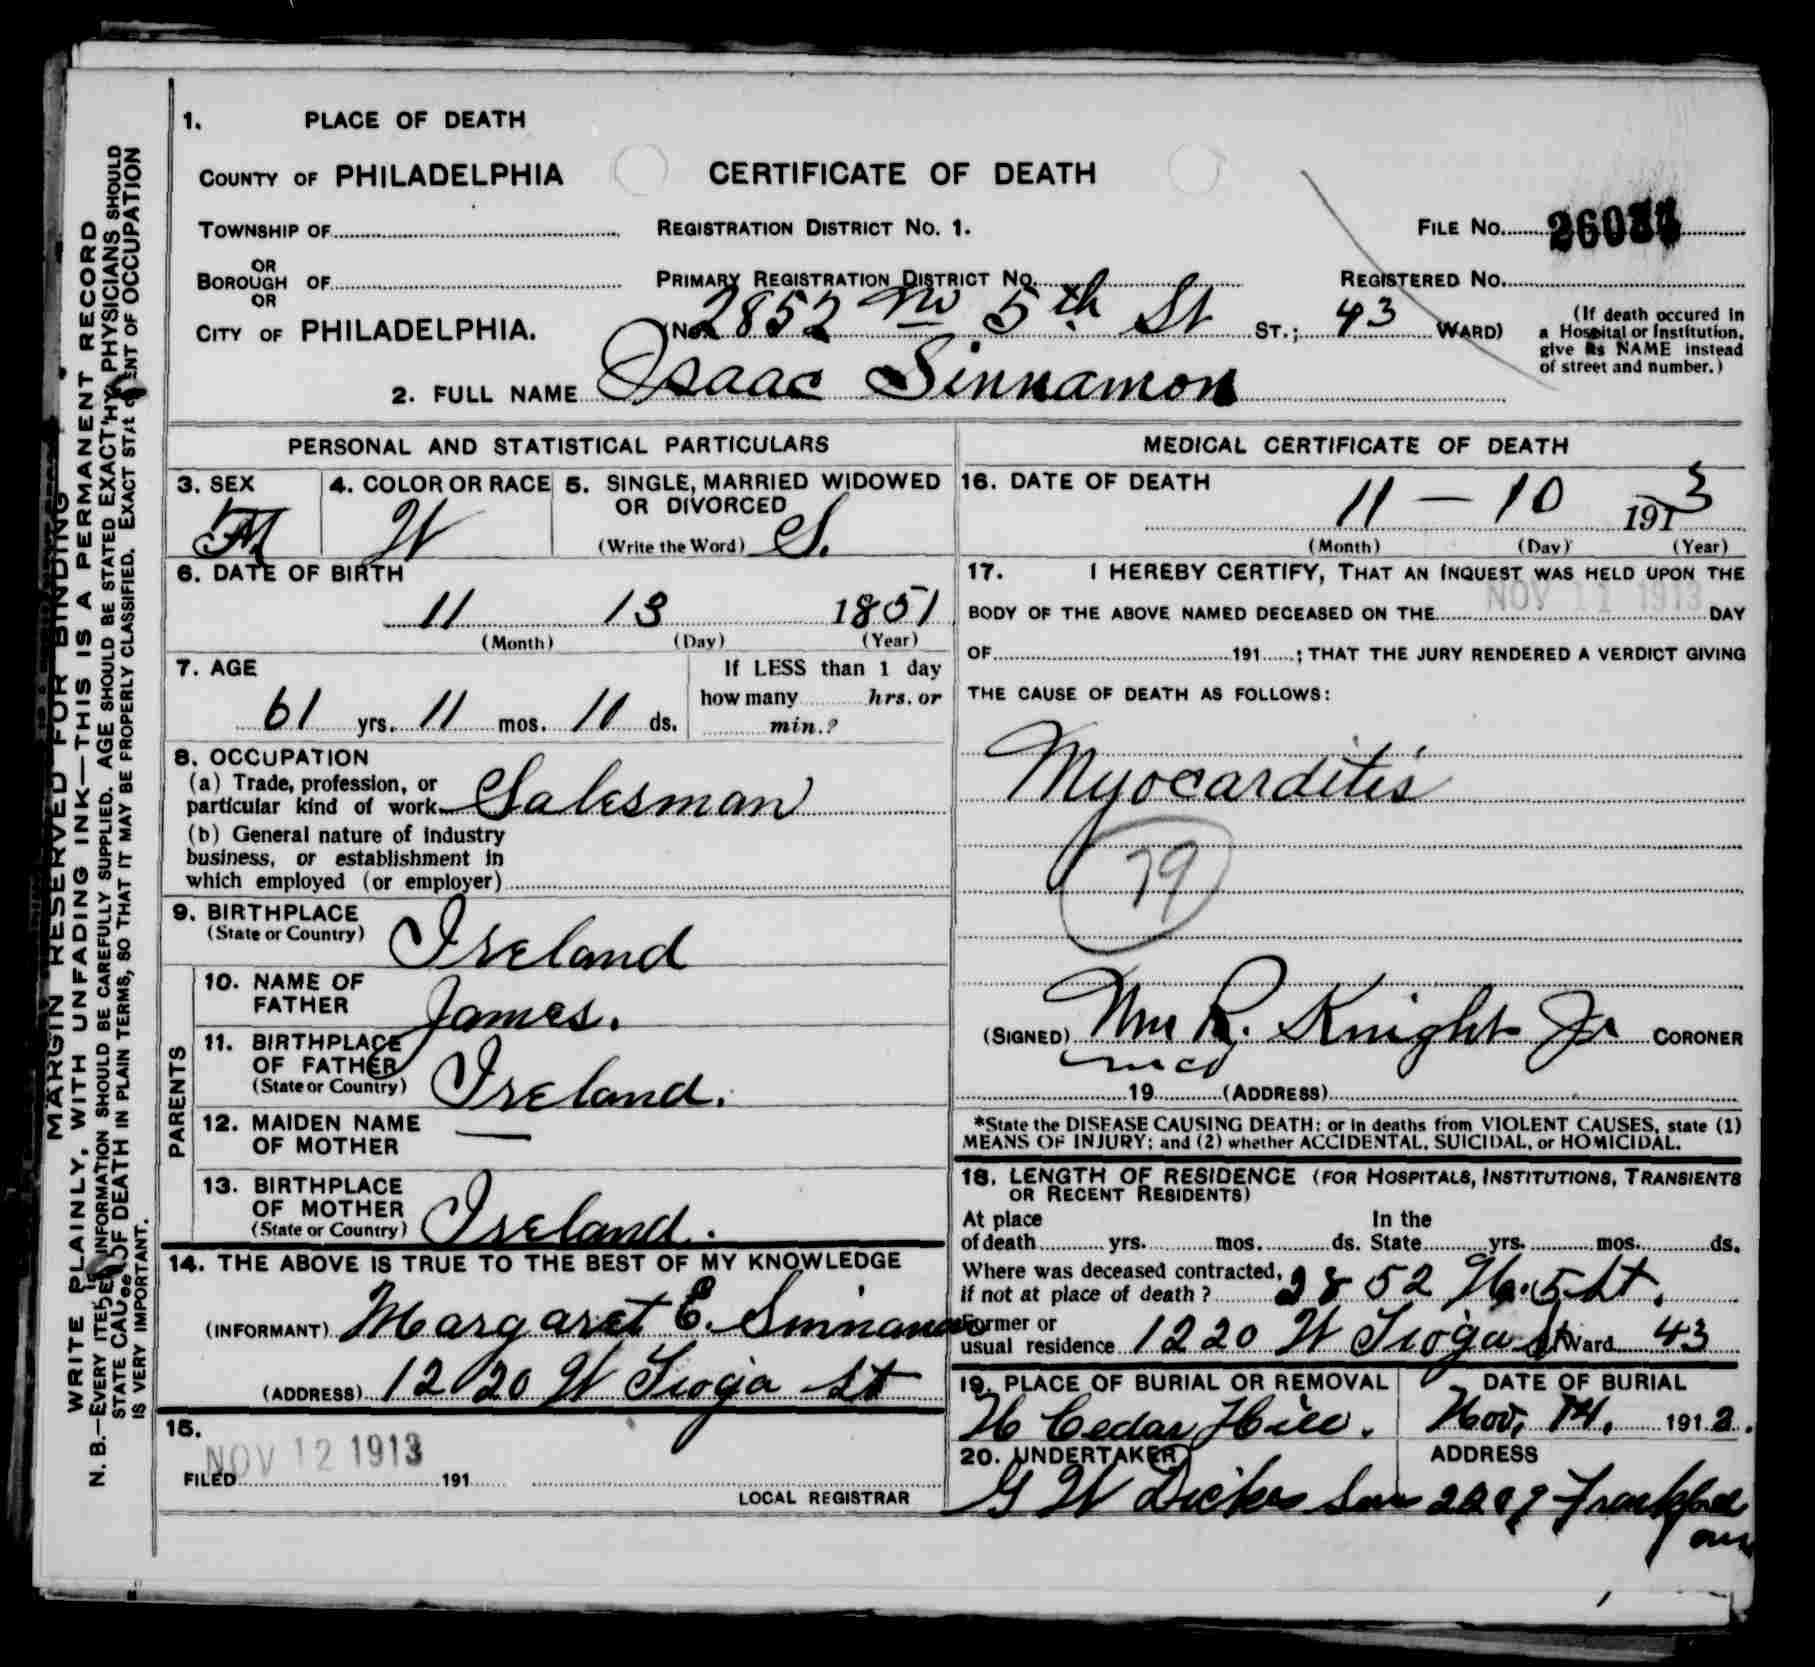 1. PLACE OF DEATH
COUNTY OF PHILADELPHIA
CERTIFICATE OF DEATH
TOWNSHIP OF
REGISTRATION DISTRICT No. 1.
FILE No.
OR
BOROUGH OF
PRIMARY REGISTRATION DISTRICT No.
REGISTERED No.
OR
CITY OF PHILADELPHIA.
(No. 2852 N 5th St ST.; 43 WARD)
(If death occured in
a Hospital or Institution,
give its NAME instead
of street and number.)
2. FULL NAME Isaac Sinnamon
PERSONAL AND STATISTICAL PARTICULARS
3. SEX
M
4. COLOR OR RACE
W
5. SINGLE, MARRIED WIDOWED
OR DIVORCED
(Write the Word) S.
6. DATE OF BIRTH
11 13 1851
(Month) (Day) (Year)
7. AGE
61 yrs. 11 mos. 11 ds.
If LESS than 1 day
how many hrs. or
min.?
8. OCCUPATION
(a) Trade, profession, or
particular kind of work Salesman
(b) General nature of industry
business, or establishment in
which employed (or employer)
9. BIRTHPLACE
(State or Country) Ireland
PARENTS
10. NAME OF
FATHER James.
11. BIRTHPLACE
OF FATHER
(State or Country) Ireland.
12. MAIDEN NAME
OF MOTHER —
13. BIRTHPLACE
OF MOTHER
(State or Country) Ireland.
14. THE ABOVE IS TRUE TO THE BEST OF MY KNOWLEDGE
(INFORMANT) Margaret E. Sinnamon
(ADDRESS) 1220 W Tioga St
15.
NOV 12 1913
FILED 191
LOCAL REGISTRAR
MEDICAL CERTIFICATE OF DEATH
16. DATE OF DEATH
11 — 10 1913
(Month) (Day) (Year)
17. I HEREBY CERTIFY, THAT AN INQUEST WAS HELD UPON THE
BODY OF THE ABOVE NAMED DECEASED ON THE NOV 11 1913 DAY
OF 191 ; THAT THE JURY RENDERED A VERDICT GIVING
THE CAUSE OF DEATH AS FOLLOWS:
Myocarditis
79
(SIGNED) Wm R. Knight Jr CORONER
19 (ADDRESS)
*State the DISEASE CAUSING DEATH: or in deaths from VIOLENT CAUSES, state (1)
MEANS OF INJURY; and (2) whether ACCIDENTAL, SUICIDAL, or HOMICIDAL.
18. LENGTH OF RESIDENCE (FOR HOSPITALS, INSTITUTIONS, TRANSIENTS
OR RECENT RESIDENTS)
At place
of death yrs. mos. ds.
In the
State yrs. mos. ds.
Where was deceased contracted,
if not at place of death? 2852 N. 5 St.
Former or
usual residence 1220 W Tioga St Ward 43
19. PLACE OF BURIAL OR REMOVAL
N Cedar Hill.
DATE OF BURIAL
Nov. 14. 1913.
20. UNDERTAKER
ADDRESS
G W Dickes Son
Frankford
ave
MARGIN RESERVED FOR BINDING
WRITE PLAINLY, WITH UNFADING INK—THIS IS A PERMANENT RECORD
N. B.—EVERY ITEM INFORMATION SHOULD BE CAREFULLY SUPPLIED. AGE SHOULD BE STATED EXACTLY. PHYSICIANS SHOULD
STATE CAUSE OF DEATH IN PLAIN TERMS, SO THAT IT MAY BE PROPERLY CLASSIFIED. EXACT STATEMENT OF OCCUPATION
IS VERY IMPORTANT.